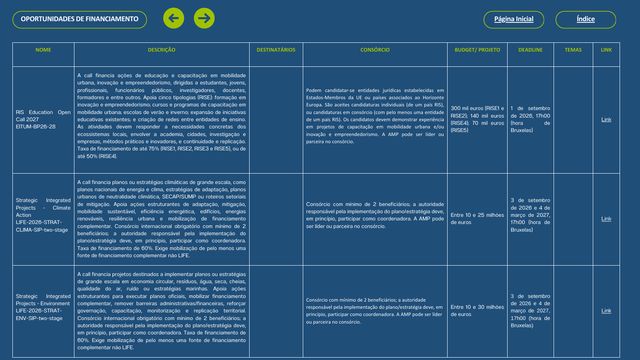 OPORTUNIDADES DE FINANCIAMENTO
Página Inicial
Índice
NOME
DESCRIÇÃO
DESTINATÁRIOS
CONSÓRCIO
BUDGET/ PROJETO
DEADLINE
TEMAS
LINK
RIS Education Open
Call 2027
EITUM-BP26-28
A call financia ações de educação e capacitação em mobilidade
urbana, inovação e empreendedorismo, dirigidas a estudantes, jovens,
profissionais, funcionários públicos, investigadores, docentes,
formadores e entre outros. Apoia cinco tipologias (RISE): formação em
inovação e empreendedorismo; cursos e programas de capacitação em
mobilidade urbana; escolas de verão e inverno; expansão de iniciativas
educativas existentes; e criação de redes entre entidades de ensino.
As atividades devem responder a necessidades concretas dos
ecossistemas locais, envolver a academia, cidades, investigação e
empresas, métodos práticos e inovadores, e continuidade e replicação.
Taxa de financiamento de até 75% (RISE1, RISE2, RISE3 e RISE5), ou de
até 50% (RISE4).
Podem candidatar-se entidades jurídicas estabelecidas em
Estados-Membros da UE ou países associados ao Horizonte
Europa. São aceites candidaturas individuais (de um país RIS),
ou candidaturas em consórcio (com pelo menos uma entidade
de um país RIS). Os candidatos devem demonstrar experiência
em projetos de capacitação em mobilidade urbana e/ou
inovação e empreendedorismo. A AMP pode ser líder ou
parceira no consórcio.
300 mil euros (RISE1 e
RISE2); 140 mil euros
(RISE4); 70 mil euros
(RISE5)
1 de setembro
de 2026, 17h00
(hora de
Bruxelas)
Link
Strategic Integrated
Projects - Climate
Action
LIFE-2026-STRAT-
CLIMA-SIP-two-stage
A call financia planos ou estratégias climáticas de grande escala, como
planos nacionais de energia e clima, estratégias de adaptação, planos
urbanos de neutralidade climática, SECAP/SUMP ou roteiros setoriais
de mitigação. Apoia ações estruturantes de adaptação, mitigação,
mobilidade sustentável, eficiência energética, edifícios, energias
renováveis, resiliência urbana e mobilização de financiamento
complementar. Consórcio internacional obrigatório com mínimo de 2
beneficiários; a autoridade responsável pela implementação do
plano/estratégia deve, em princípio, participar como coordenadora.
Taxa de financiamento de 60%. Exige mobilização de pelo menos uma
fonte de financiamento complementar não LIFE.
Consórcio com mínimo de 2 beneficiários; a autoridade
responsável pela implementação do plano/estratégia deve,
em princípio, participar como coordenadora. A AMP pode
ser líder ou parceira no consórcio.
Entre 10 e 25 milhões
de euros
3 de setembro
de 2026 e 4 de
março de 2027,
17h00 (hora de
Bruxelas)
Link
Strategic Integrated
Projects - Environment
LIFE-2026-STRAT-
ENV-SIP-two-stage
A call financia projetos destinados a implementar planos ou estratégias
de grande escala em economia circular, resíduos, água, seca, cheias,
qualidade do ar, ruído ou estratégias marinhas. Apoia ações
estruturantes para executar planos oficiais, mobilizar financiamento
complementar, remover barreiras administrativas/financeiras, reforçar
governação, capacitação, monitorização e replicação territorial.
Consórcio internacional obrigatório com mínimo de 2 beneficiários; a
autoridade responsável pela implementação do plano/estratégia deve,
em princípio, participar como coordenadora. Taxa de financiamento de
60%. Exige mobilização de pelo menos uma fonte de financiamento
complementar não LIFE.
Consórcio com mínimo de 2 beneficiários; a autoridade
responsável pela implementação do plano/estratégia deve, em
princípio, participar como coordenadora. A AMP pode ser líder
ou parceira no consórcio.
Entre 10 e 30 milhões
de euros
3 de setembro
de 2026 e 4 de
março de 2027,
17h00 (hora de
Bruxelas)
Link